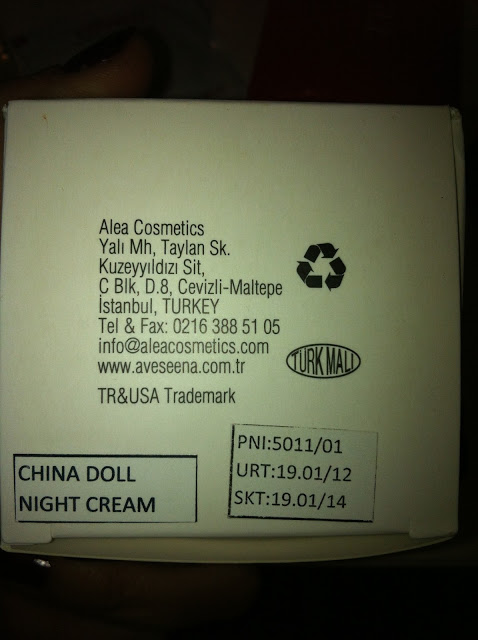 Alea Cosmetics
Yalı Mh, Taylan Sk.
Kuzeyyıldızı Sit,
C Blk, D.8, Cevizli-Maltepe
İstanbul, TURKEY
Tel & Fax: 0216 388 51 05
info@aleacosmetics.com
www.aveseena.com.tr
TÜRK MALI
TR&USA Trademark
CHINA DOLL
NIGHT CREAM
PNI:5011/01
URT:19.01/12
SKT:19.01/14